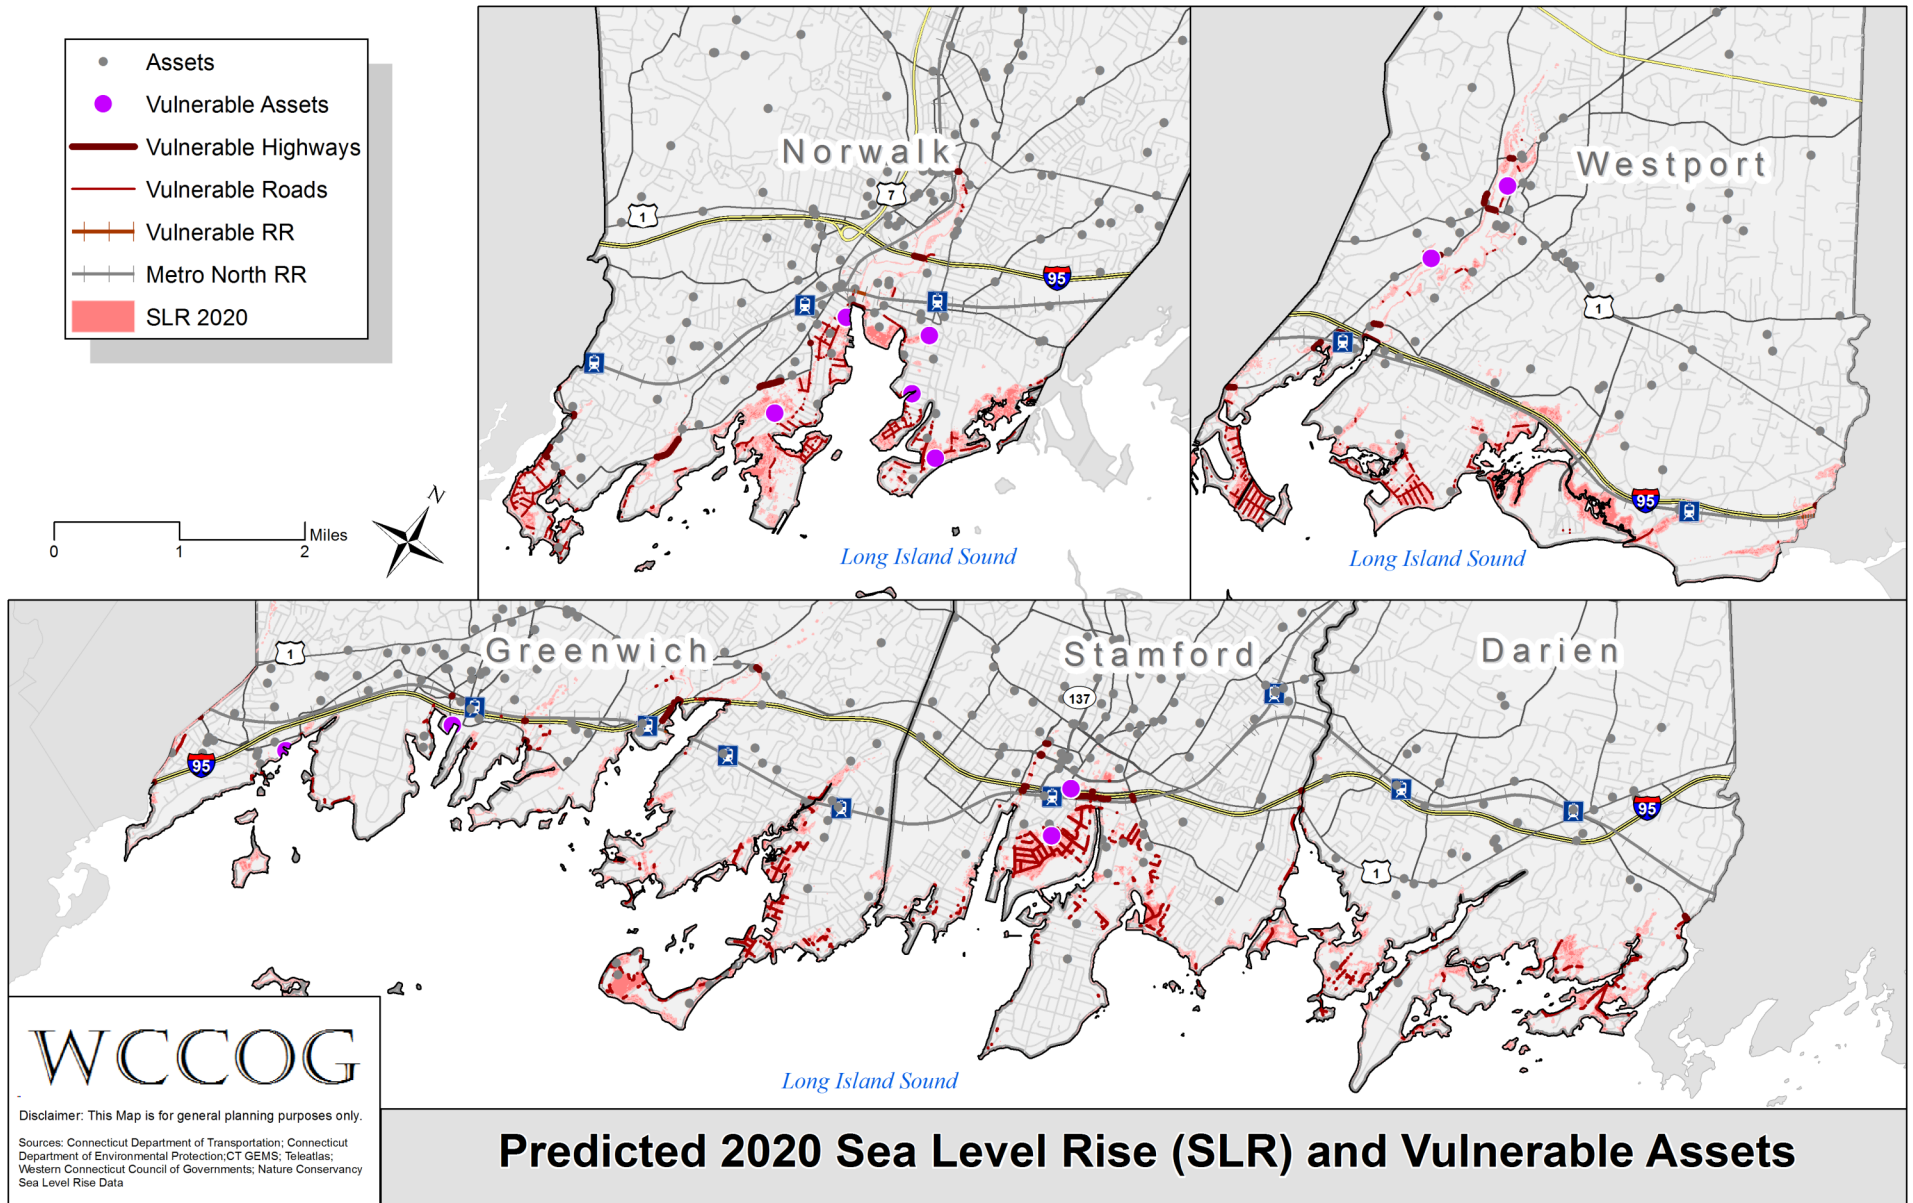 Assets
Vulnerable Assets
Vulnerable Highways
Vulnerable Roads
Vulnerable RR
Metro North RR
SLR 2020
0 1 2 Miles
N
Norwalk
7
1
95
Long Island Sound
Westport
1
95
Long Island Sound
Greenwich
Stamford
Darien
1
137
95
1
95
Long Island Sound
WCCOG
Disclaimer: This Map is for general planning purposes only.
Sources: Connecticut Department of Transportation; Connecticut
Department of Environmental Protection;CT GEMS; Teleatlas;
Western Connecticut Council of Governments; Nature Conservancy
Sea Level Rise Data
Predicted 2020 Sea Level Rise (SLR) and Vulnerable Assets